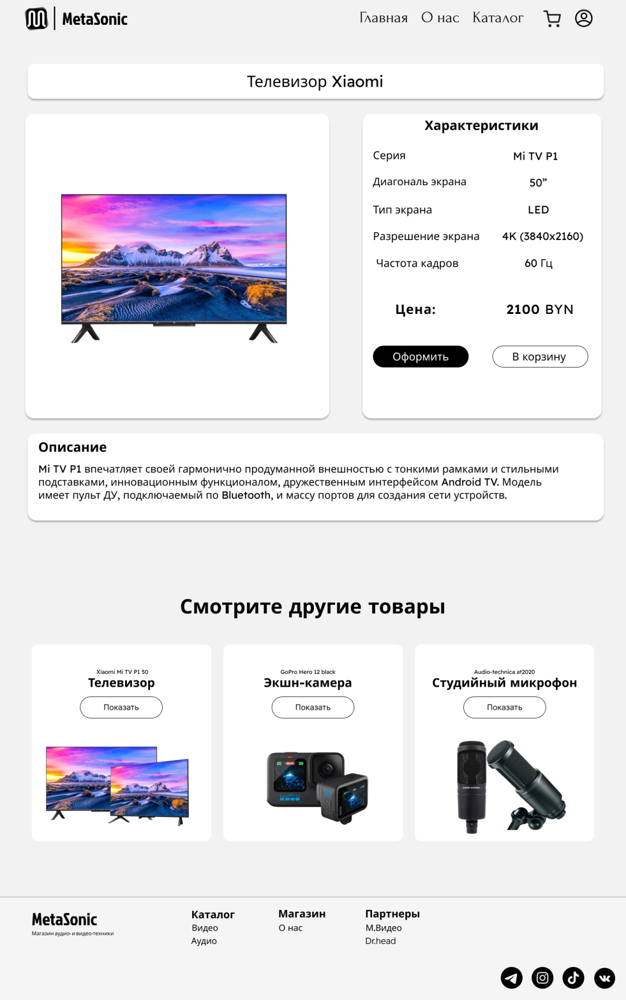 MetaSonic
Главная О нас Каталог
Телевизор Xiaomi
Характеристики
Серия Mi TV P1
Диагональ экрана 50”
Тип экрана LED
Разрешение экрана 4K (3840x2160)
Частота кадров 60 Гц
Цена: 2100 BYN
Оформить В корзину
Описание
Mi TV P1 впечатляет своей гармонично продуманной внешностью с тонкими рамками и стильными
подставками, инновационным функционалом, дружественным интерфейсом Android TV. Модель
имеет пульт ДУ, подключаемый по Bluetooth, и массу портов для создания сети устройств.
Смотрите другие товары
Xiaomi Mi TV P1 50
Телевизор
Показать
GoPro Hero 12 black
Экшн-камера
Показать
GoPro
Audio-technica at2020
Студийный микрофон
Показать
audio-technica
MetaSonic
Магазин аудио- и видео-техники
Каталог
Видео
Аудио
Магазин
О нас
Партнеры
М.Видео
Dr.head